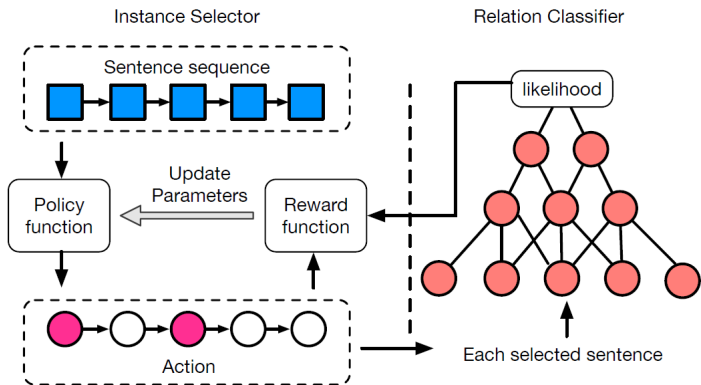 Instance Selector
Relation Classifier
Sentence sequence
likelihood
Update
Parameters
Policy
function
Reward
function
Action
Each selected sentence